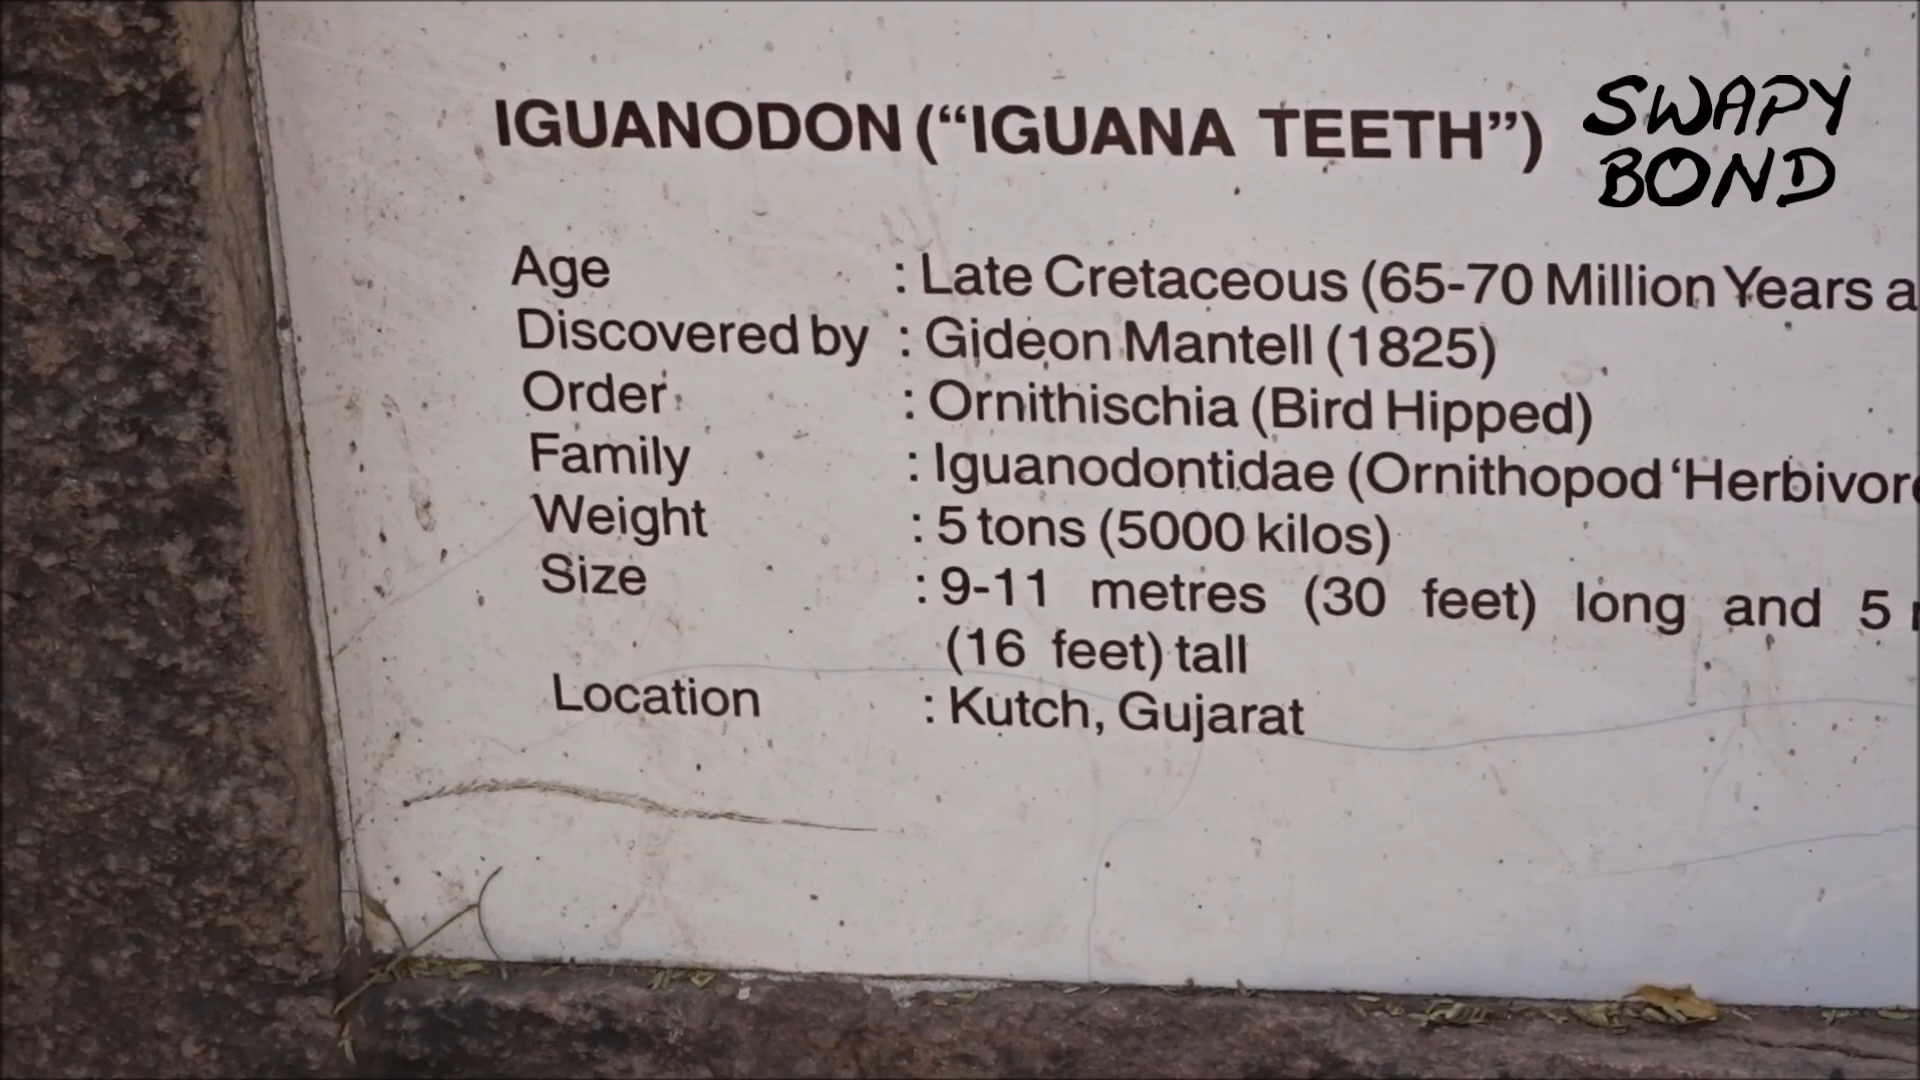 IGUANODON (“IGUANA TEETH”)
SWAPY
BOND
Age : Late Cretaceous (65-70 Million Years a
Discovered by : Gideon Mantell (1825)
Order : Ornithischia (Bird Hipped)
Family : Iguanodontidae (Ornithopod ‘Herbivor
Weight : 5 tons (5000 kilos)
Size : 9-11 metres (30 feet) long and 5
(16 feet) tall
Location : Kutch, Gujarat